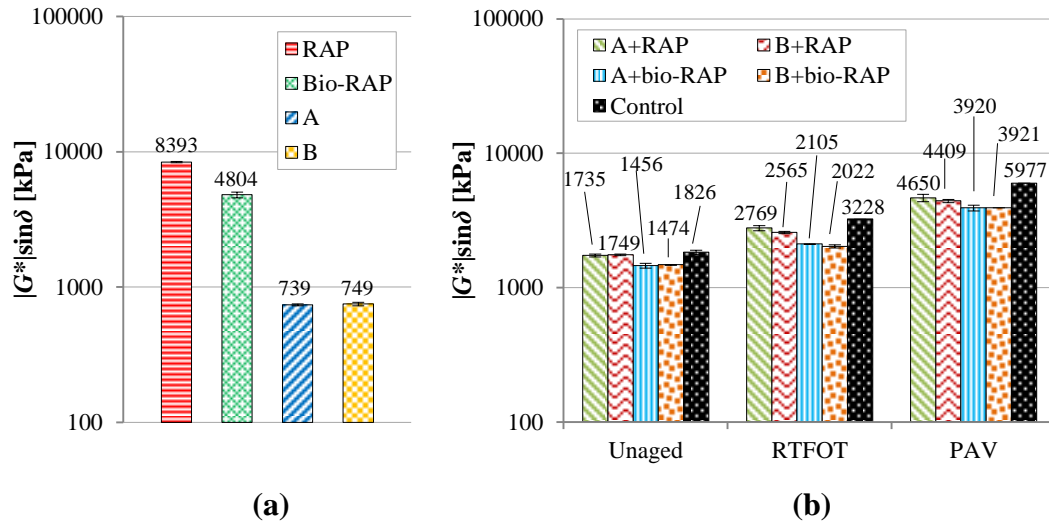 100000
10000
1000
100
|G*|sinδ [kPa]
RAP
Bio-RAP
A
B
8393
4804
739
749
(a)
100000
10000
1000
100
|G*|sinδ [kPa]
A+RAP B+RAP
A+bio-RAP B+bio-RAP
Control
1735 1749 1456 1474 1826
2769 2565 2105 2022 3228
4650 4409 3920 3921 5977
Unaged RTFOT PAV
(b)